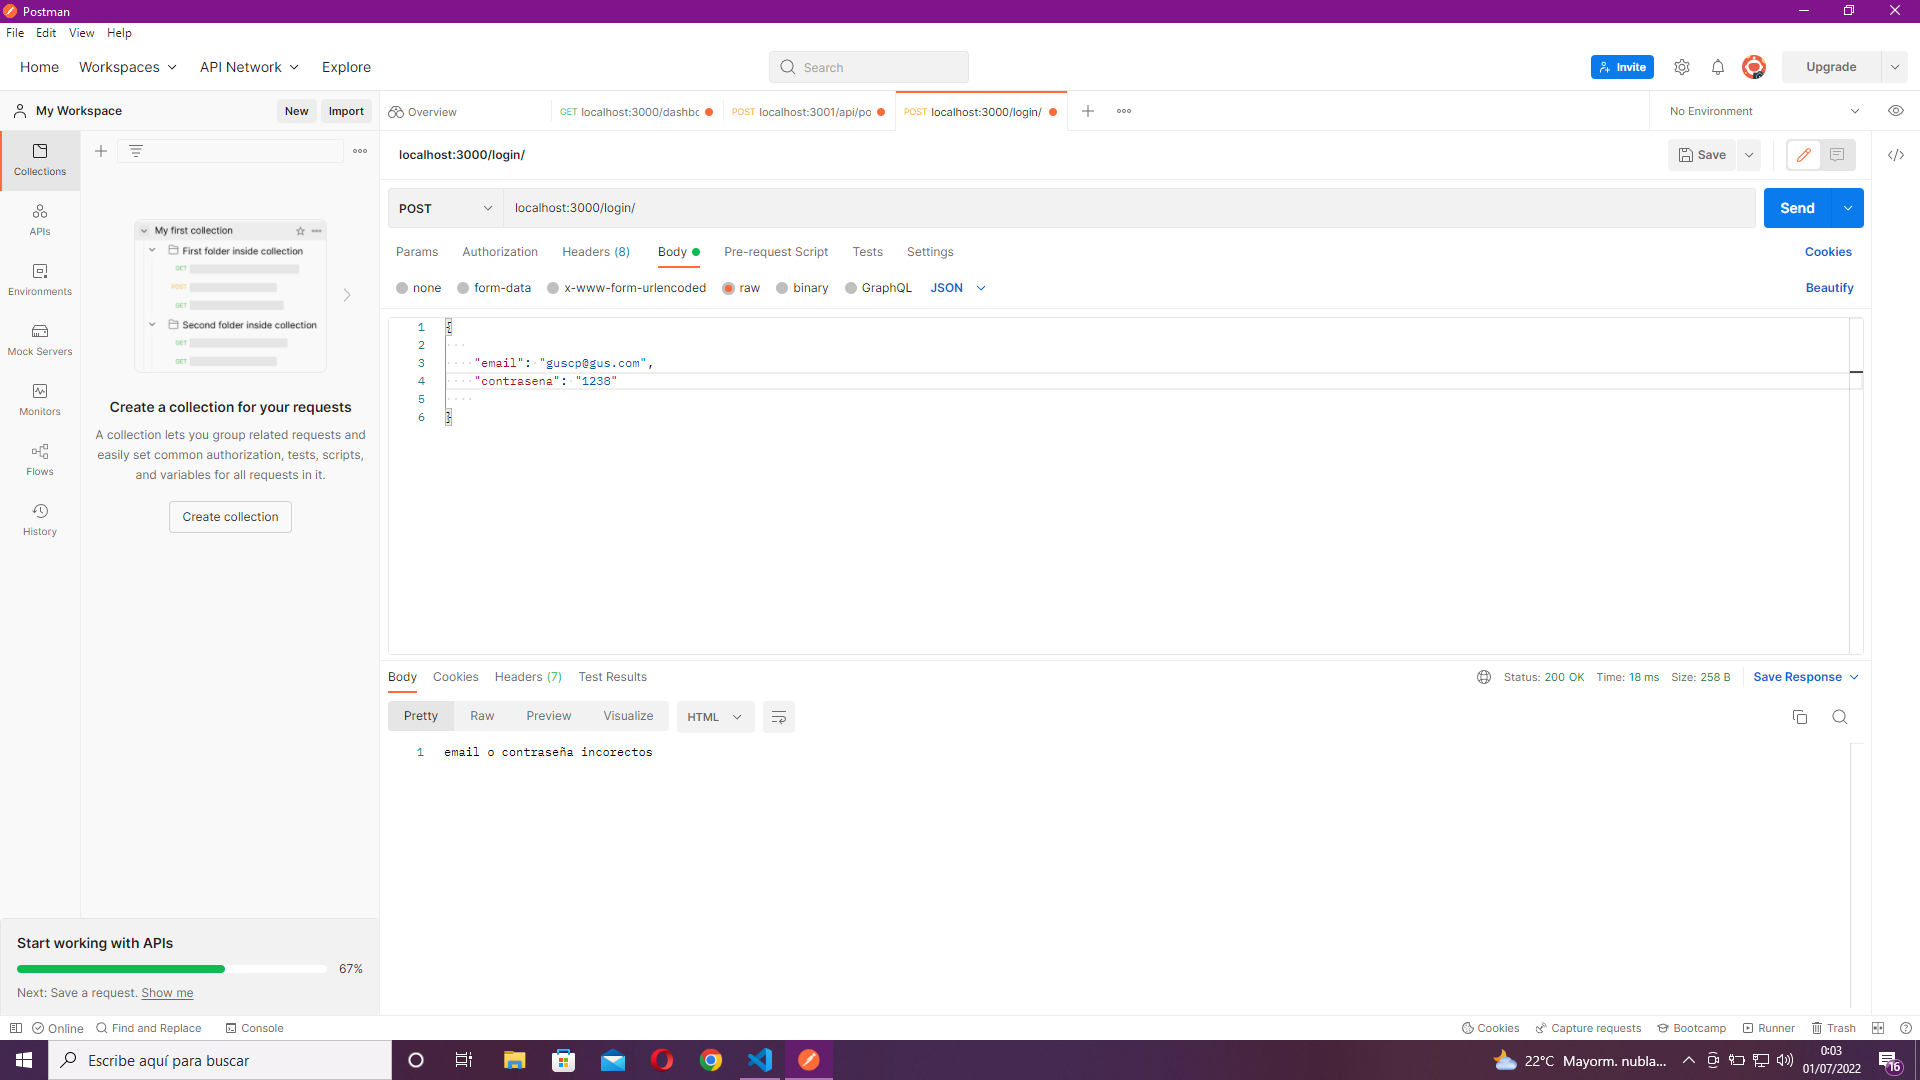 Postman
File Edit View Help
Home Workspaces API Network Explore
Search
Invite
Upgrade
My Workspace
New Import
Overview
GET localhost:3000/dashbo
POST localhost:3001/api/po
POST localhost:3000/login/
No Environment
Collections
APIs
Environments
Mock Servers
Monitors
Flows
History
My first collection
First folder inside collection
GET
POST
GET
Second folder inside collection
GET
GET
Create a collection for your requests
A collection lets you group related requests and
easily set common authorization, tests, scripts,
and variables for all requests in it.
Create collection
Start working with APIs
67%
Next: Save a request. Show me
localhost:3000/login/
Save
</>
POST localhost:3000/login/
Send
Params Authorization Headers (8) Body Pre-request Script Tests Settings
Cookies
none form-data x-www-form-urlencoded raw binary GraphQL JSON
Beautify
1 {
2
3 "email": "guscp@gus.com",
4 "contrasena": "1238"
5
6 }
Body Cookies Headers (7) Test Results
Status: 200 OK Time: 18 ms Size: 258 B Save Response
Pretty Raw Preview Visualize HTML
1 email o contraseña incorectos
Online Find and Replace Console
Cookies Capture requests Bootcamp Runner Trash
Escribe aquí para buscar
22°C Mayorm. nubla...
0:03
01/07/2022
16